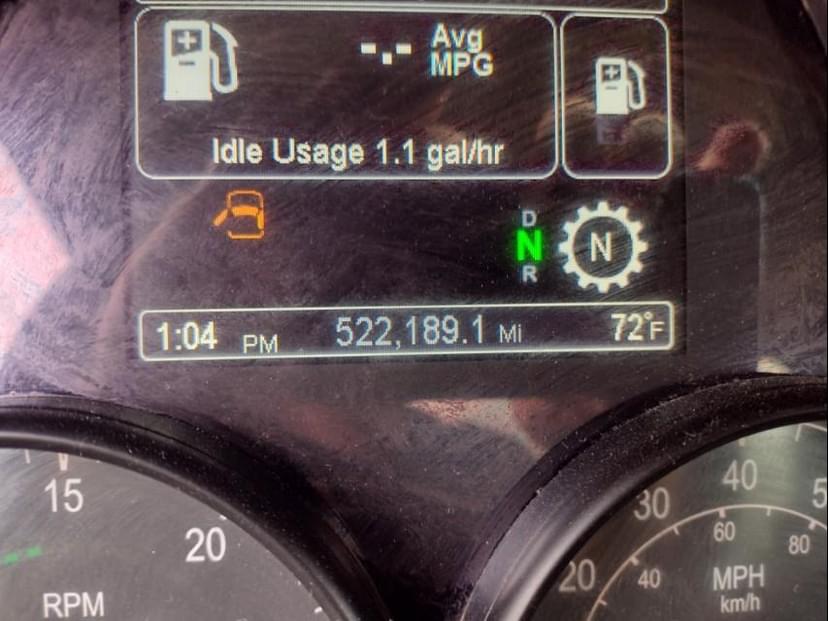 -.- Avg
MPG
Idle Usage 1.1 gal/hr
D
N
R
N
1:04 PM 522,189.1 Mi 72°F
15
20
RPM
20
30
40
60
80
40
MPH
km/h